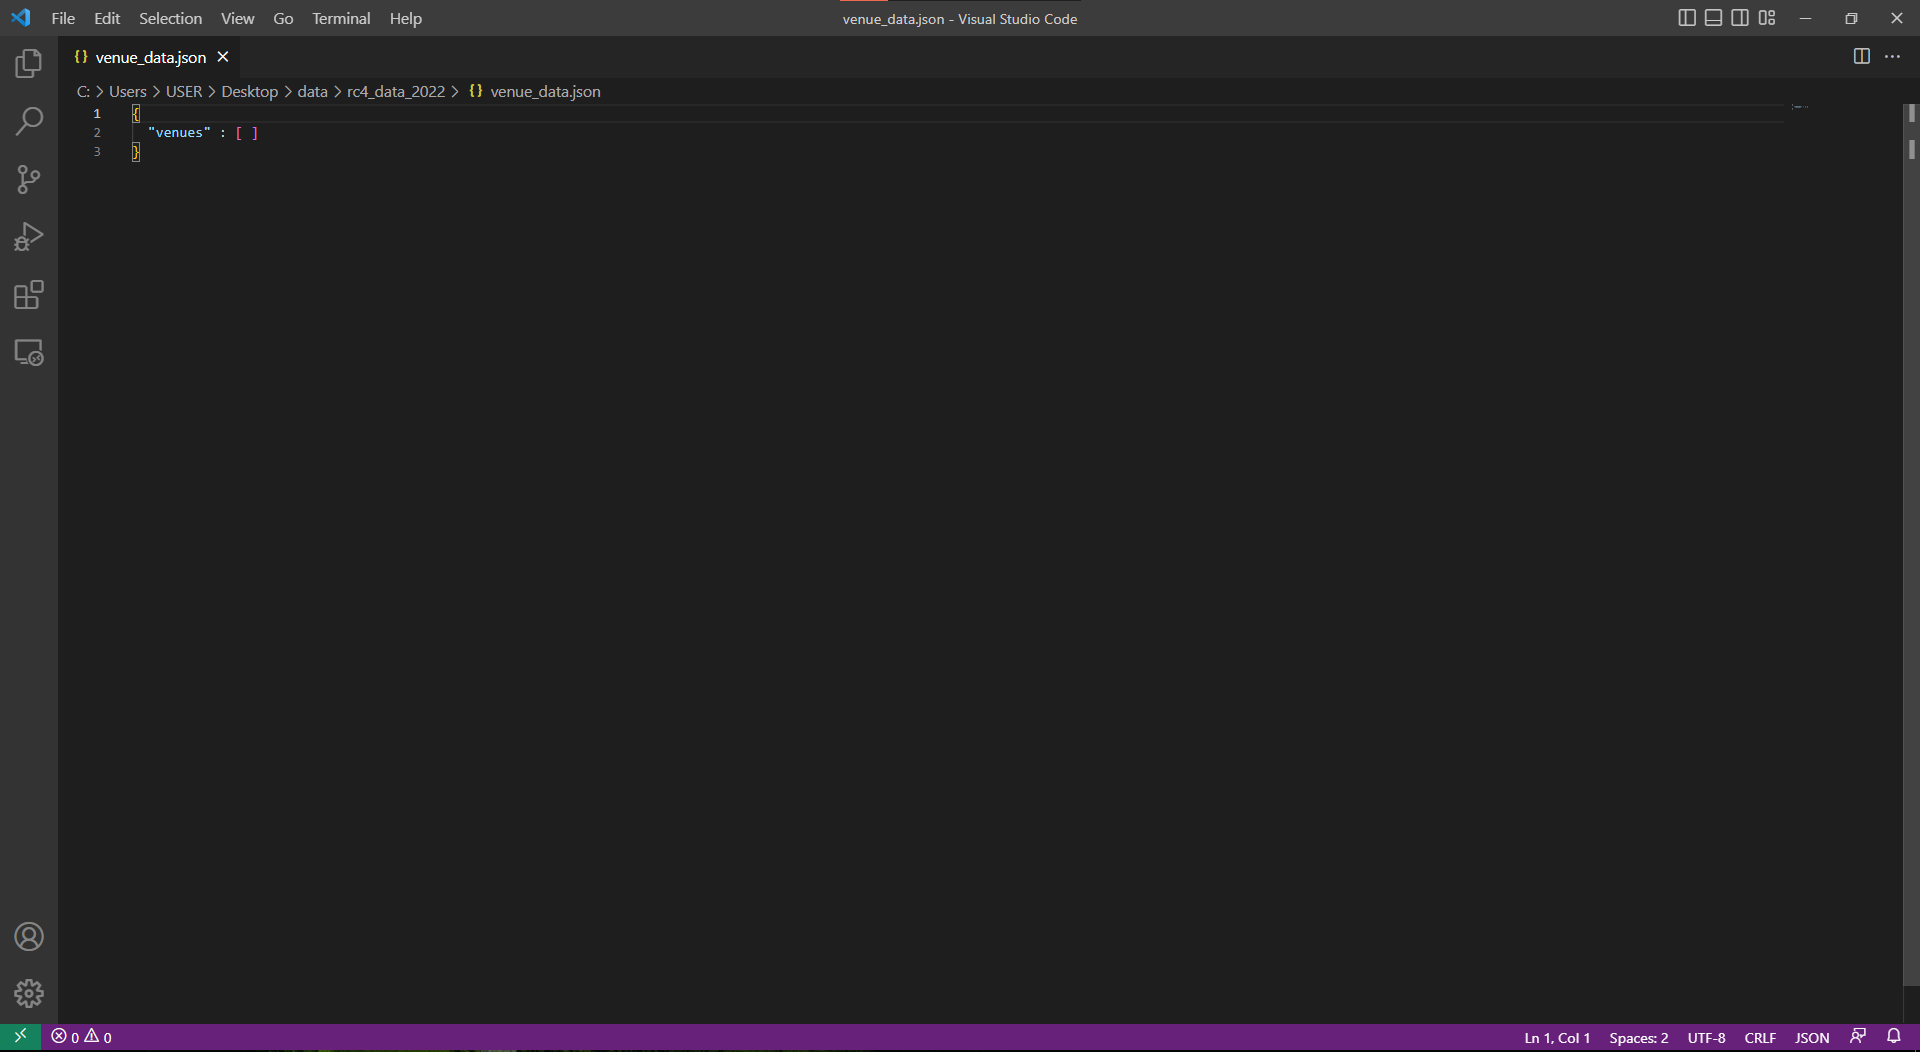 File Edit Selection View Go Terminal Help
venue_data.json - Visual Studio Code
{} venue_data.json
C: > Users > USER > Desktop > data > rc4_data_2022 > {} venue_data.json
1 {
2 "venues" : [ ]
3 }
0 0
Ln 1, Col 1 Spaces: 2 UTF-8 CRLF JSON